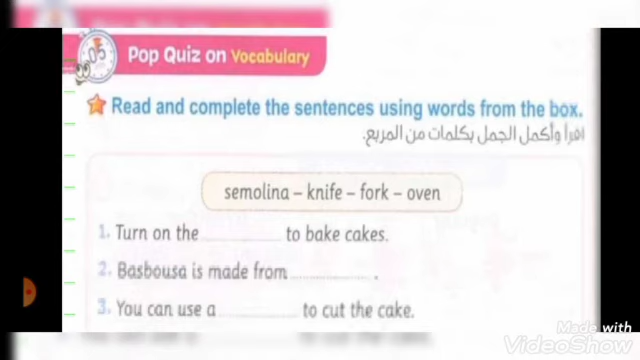 05
Pop Quiz on Vocabulary
Read and complete the sentences using words from the box.
اقرأ وأكمل الجمل بكلمات من المربع.
semolina – knife – fork – oven
1. Turn on the ............ to bake cakes.
2. Basbousa is made from ............ .
3. You can use a ............ to cut the cake.
Made with
VideoShow